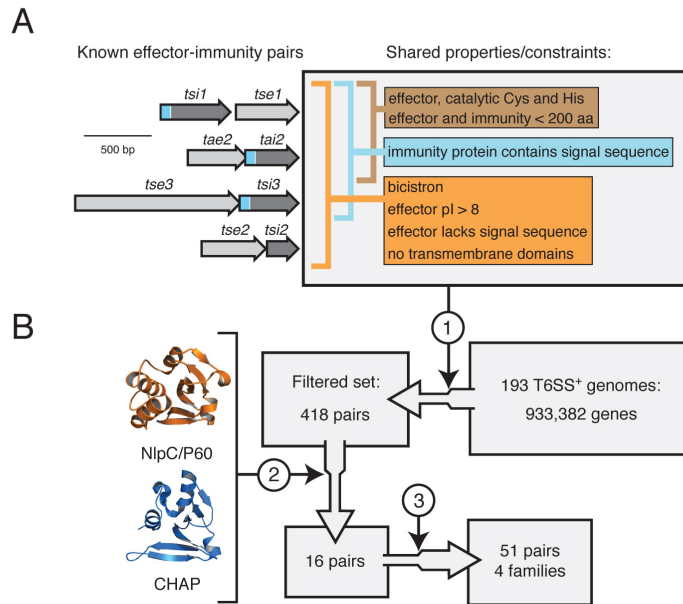 A
Known effector-immunity pairs
Shared properties/constraints:
tsi1 tse1
500 bp
tae2 tai2
tse3 tsi3
tse2 tsi2
effector, catalytic Cys and His
effector and immunity < 200 aa
immunity protein contains signal sequence
bicistron
effector pI > 8
effector lacks signal sequence
no transmembrane domains
B
1
NlpC/P60
CHAP
2
Filtered set:
418 pairs
193 T6SS⁺ genomes:
933,382 genes
3
16 pairs
51 pairs
4 families